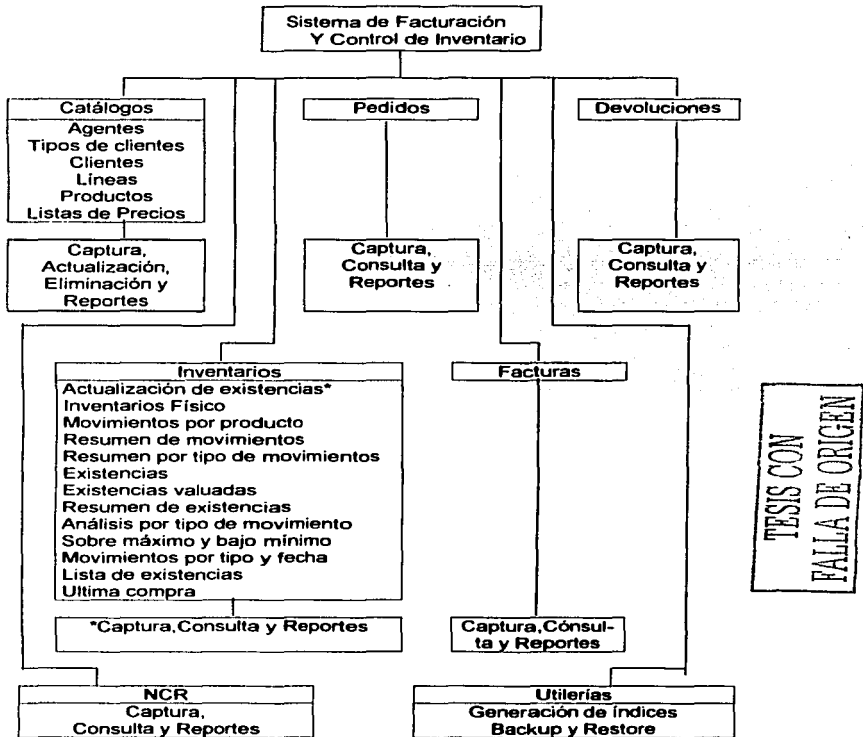 Sistema de Facturación
Y Control de Inventario
Catálogos
Agentes
Tipos de clientes
Clientes
Líneas
Productos
Listas de Precios
Captura,
Actualización,
Eliminación y
Reportes
Pedidos
Captura,
Consulta y
Reportes
Devoluciones
Captura,
Consulta y
Reportes
Inventarios
Actualización de existencias*
Inventarios Físico
Movimientos por producto
Resumen de movimientos
Resumen por tipo de movimientos
Existencias
Existencias valuadas
Resumen de existencias
Análisis por tipo de movimiento
Sobre máximo y bajo mínimo
Movimientos por tipo y fecha
Lista de existencias
Ultima compra
*Captura,Consulta y Reportes
Facturas
Captura,Cónsul-
ta y Reportes
TESIS CON
FALLA DE ORIGEN
NCR
Captura,
Consulta y Reportes
Utilerías
Generación de índices
Backup y Restore